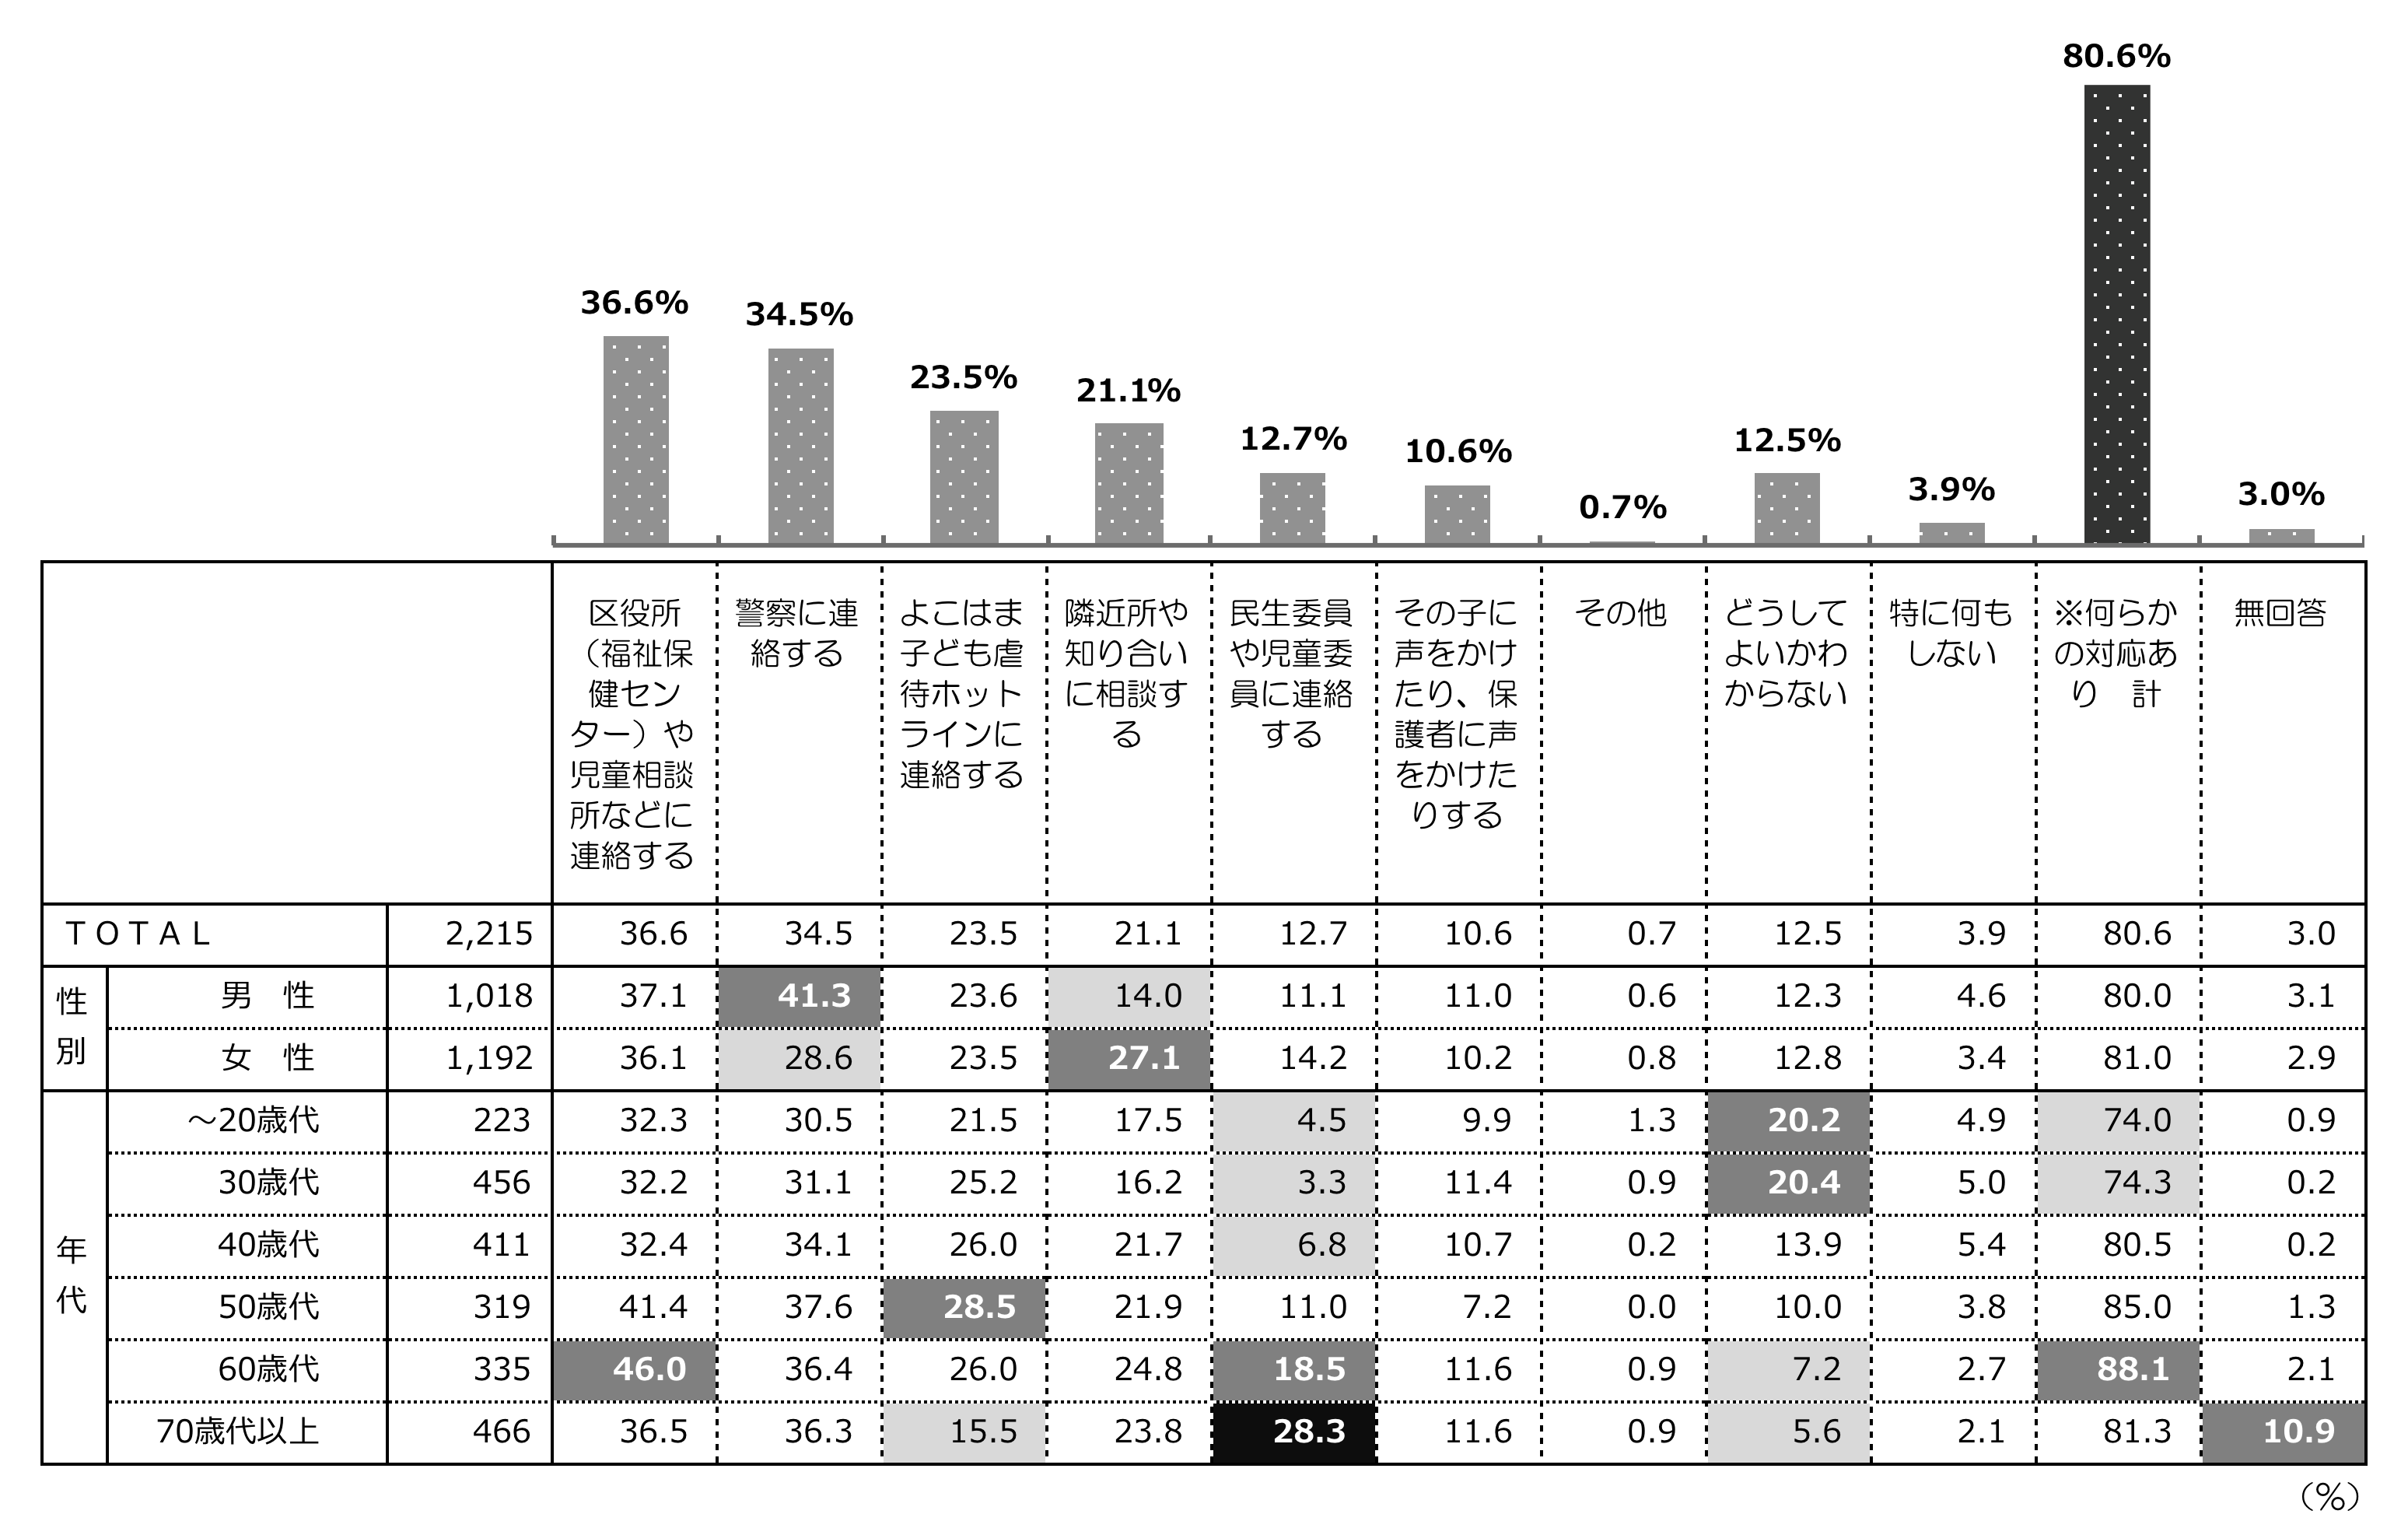 80.6%
36.6%
34.5%
23.5%
21.1%
12.7%
10.6%
0.7%
12.5%
3.9%
3.0%
区役所
（福祉保
健セン
ター）や
児童相談
所などに
連絡する
警察に連
絡する
よこはま
子ども虐
待ホット
ラインに
連絡する
隣近所や
知り合い
に相談す
る
民生委員
や児童委
員に連絡
する
その子に
声をかけ
たり、保
護者に声
をかけた
りする
その他
どうして
よいかわ
からない
特に何も
しない
※何らか
の対応あ
り　計
無回答
ＴＯＴＡＬ 2,215 36.6 34.5 23.5 21.1 12.7 10.6 0.7 12.5 3.9 80.6 3.0
性別
男　性 1,018 37.1 41.3 23.6 14.0 11.1 11.0 0.6 12.3 4.6 80.0 3.1
女　性 1,192 36.1 28.6 23.5 27.1 14.2 10.2 0.8 12.8 3.4 81.0 2.9
年代
～20歳代 223 32.3 30.5 21.5 17.5 4.5 9.9 1.3 20.2 4.9 74.0 0.9
30歳代 456 32.2 31.1 25.2 16.2 3.3 11.4 0.9 20.4 5.0 74.3 0.2
40歳代 411 32.4 34.1 26.0 21.7 6.8 10.7 0.2 13.9 5.4 80.5 0.2
50歳代 319 41.4 37.6 28.5 21.9 11.0 7.2 0.0 10.0 3.8 85.0 1.3
60歳代 335 46.0 36.4 26.0 24.8 18.5 11.6 0.9 7.2 2.7 88.1 2.1
70歳代以上 466 36.5 36.3 15.5 23.8 28.3 11.6 0.9 5.6 2.1 81.3 10.9
（%）